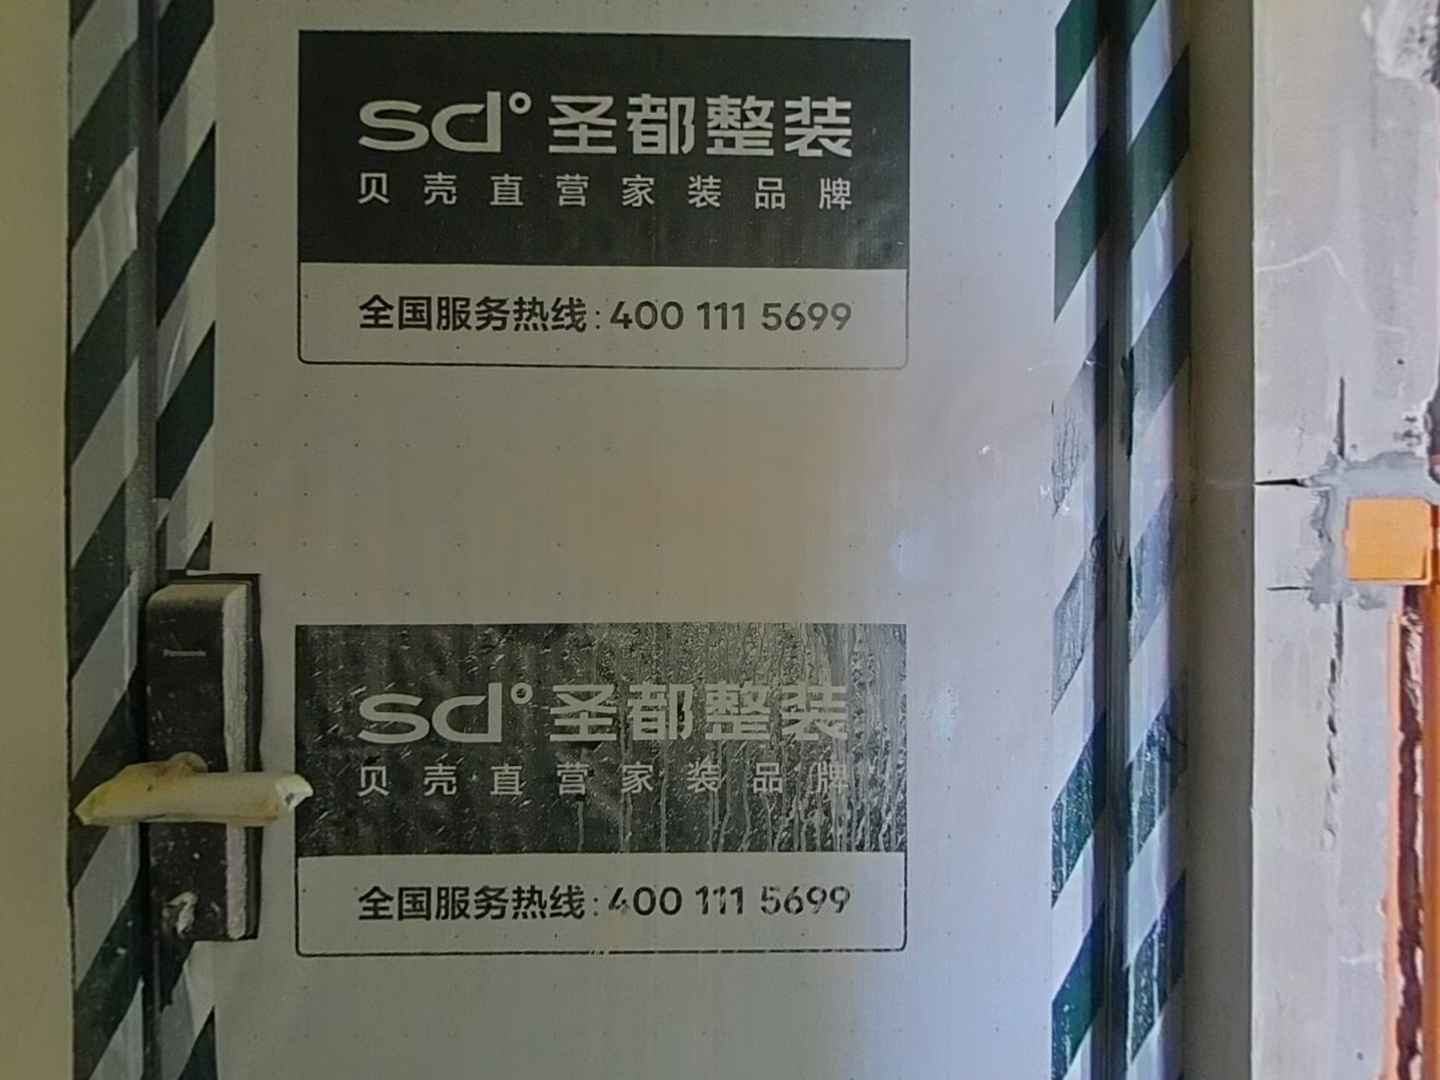 sd° 圣都整装
贝壳直营家装品牌
全国服务热线:400 111 5699
Panasonic
sd° 圣都整装
贝壳直营家装品牌
全国服务热线:400 111 5699